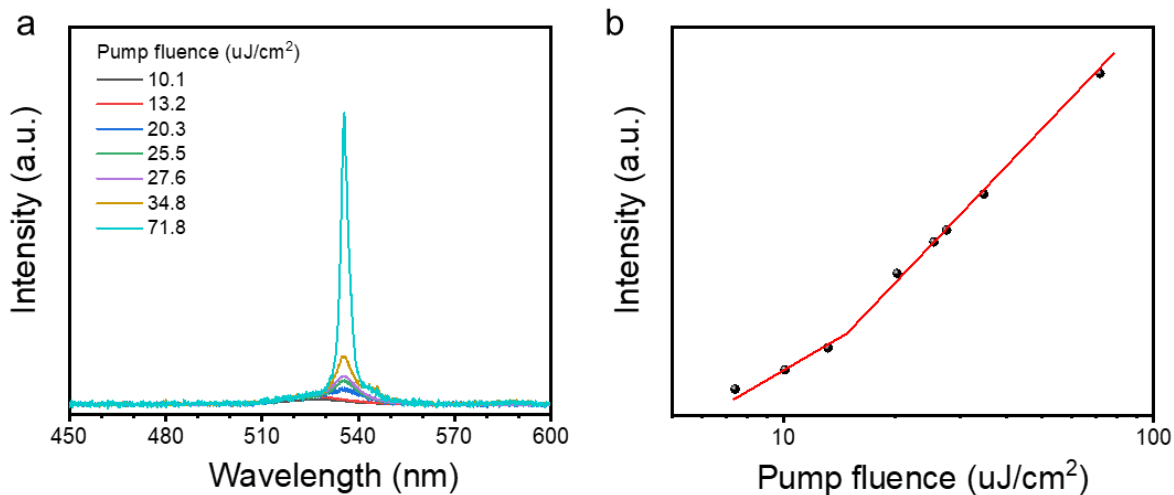 a
Pump fluence (uJ/cm²)
10.1
13.2
20.3
25.5
27.6
34.8
71.8
Intensity (a.u.)
450 480 510 540 570 600
Wavelength (nm)
b
Intensity (a.u.)
10 100
Pump fluence (uJ/cm²)